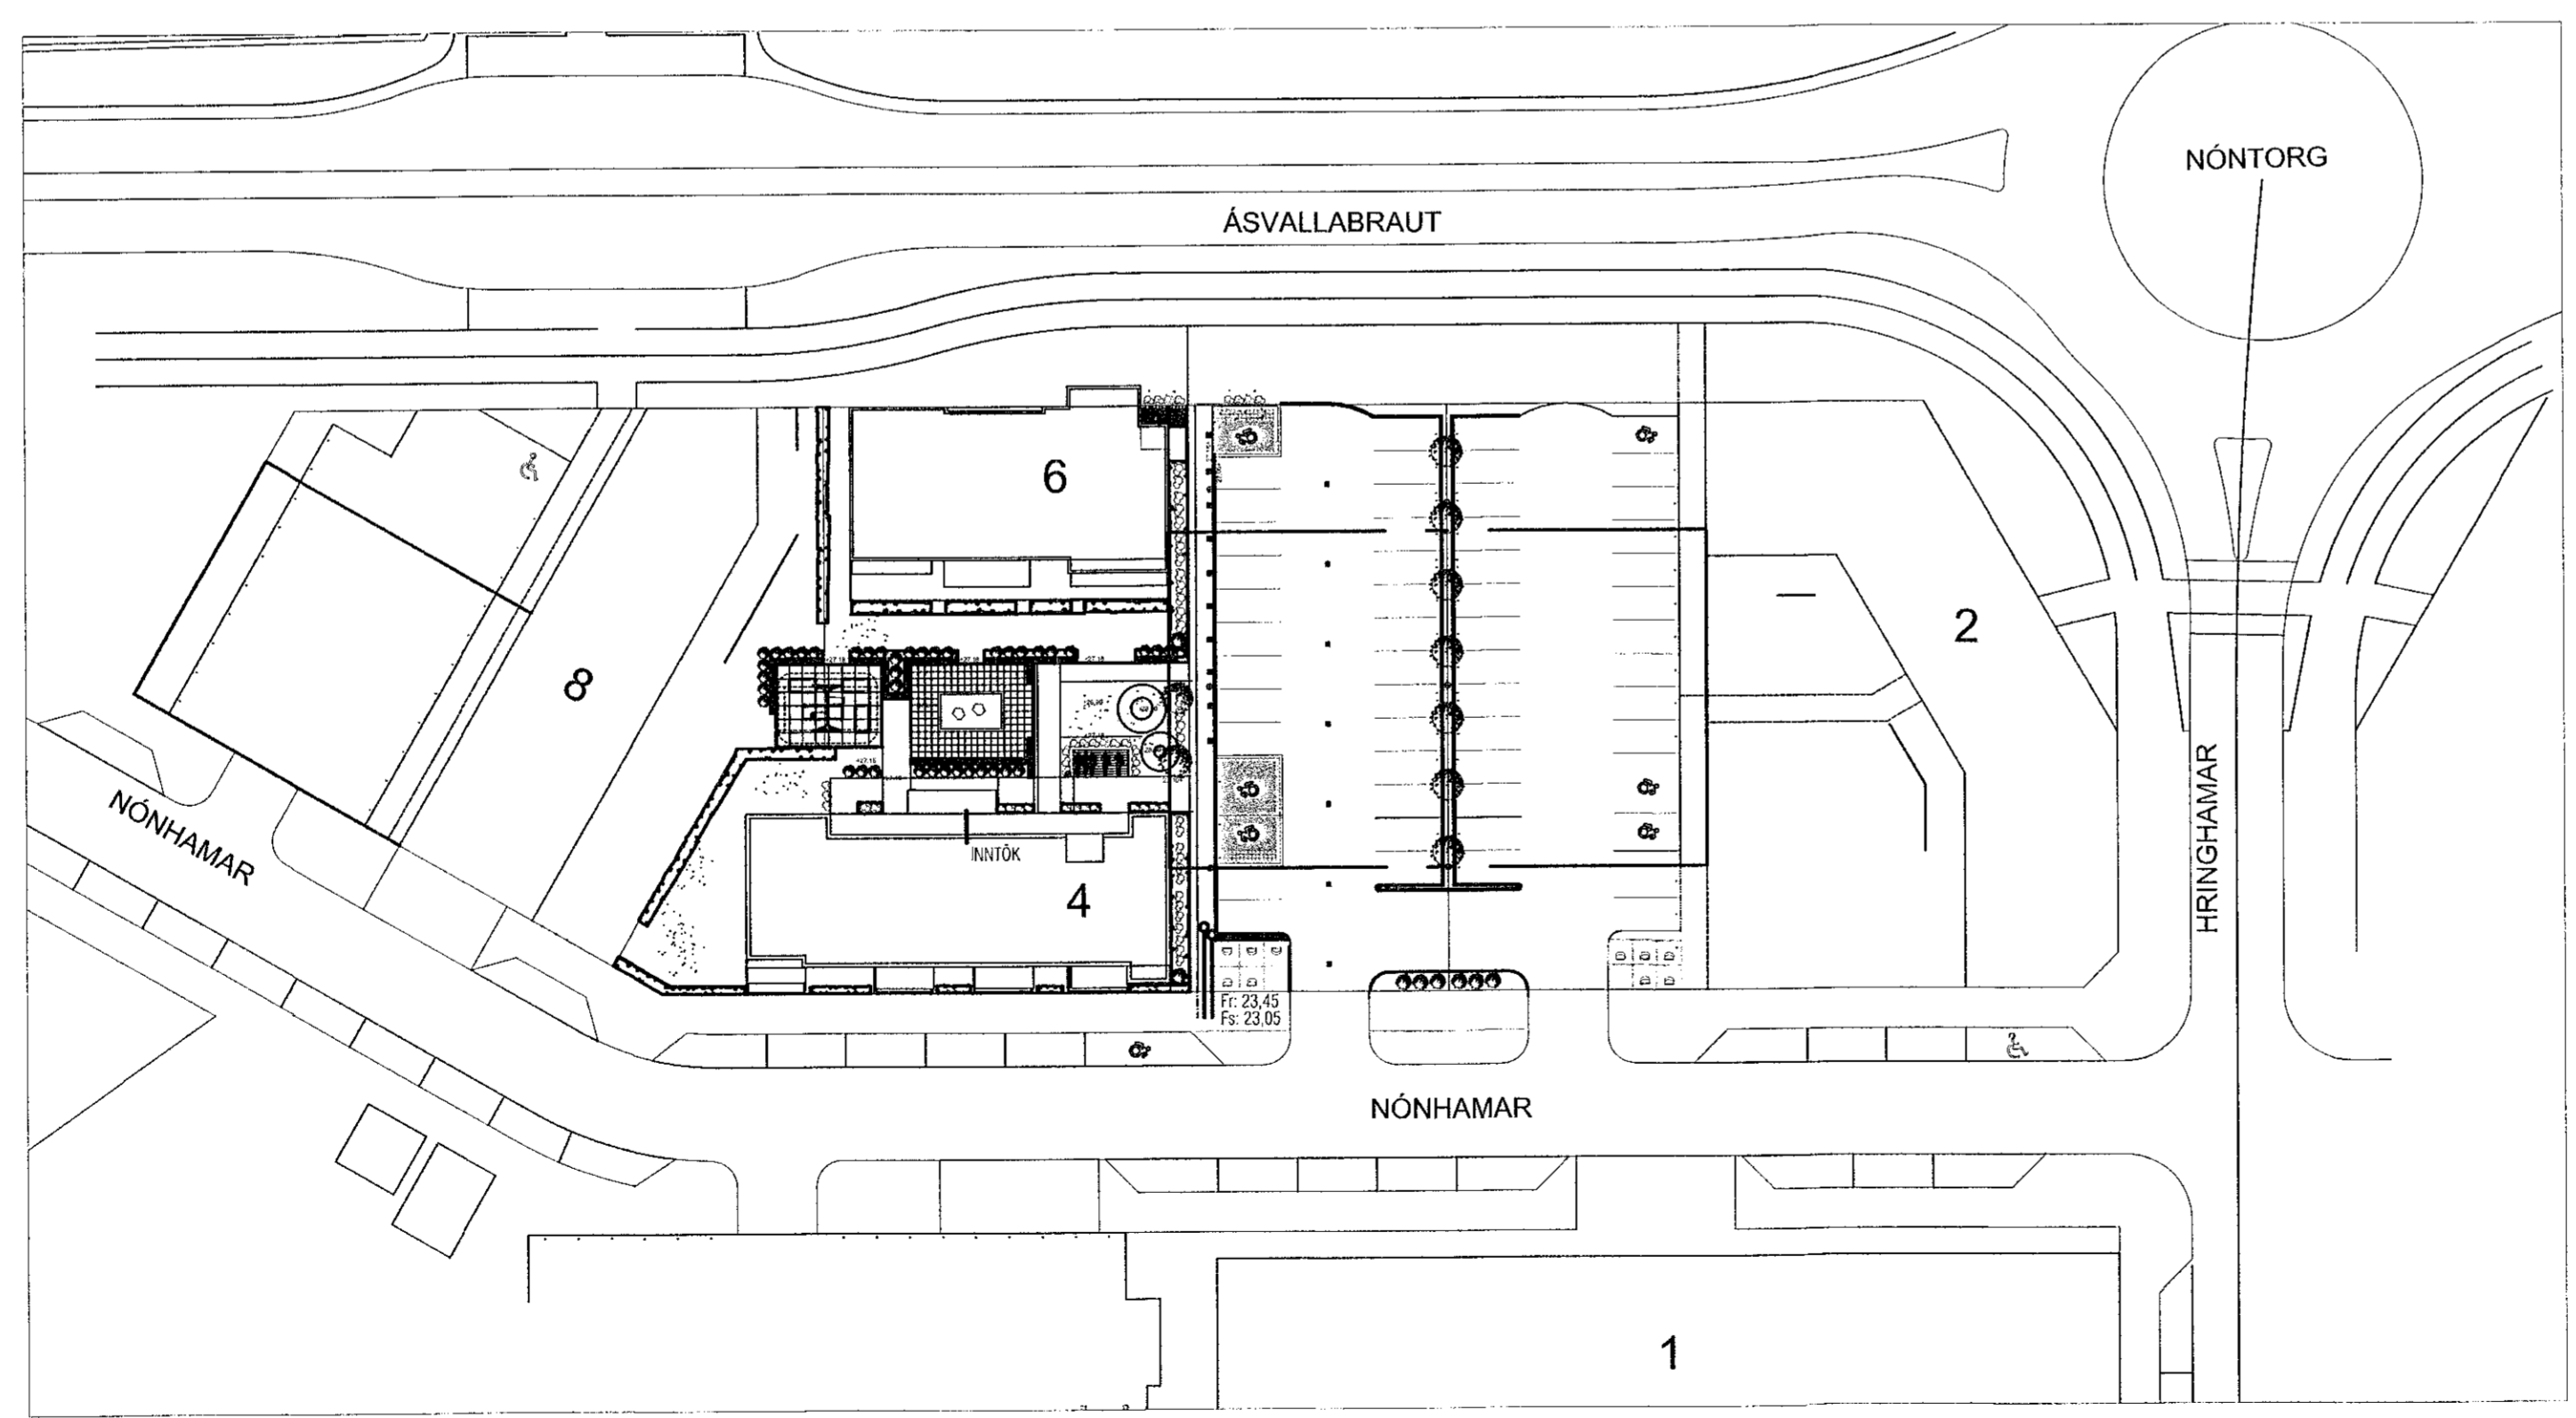 NÓNTORG
ÁSVALLABRAUT
6
2
8
HRINGHAMAR
NÓNHAMAR
INNTÖK
4
Fr: 23,45
Fs: 23,05
NÓNHAMAR
1